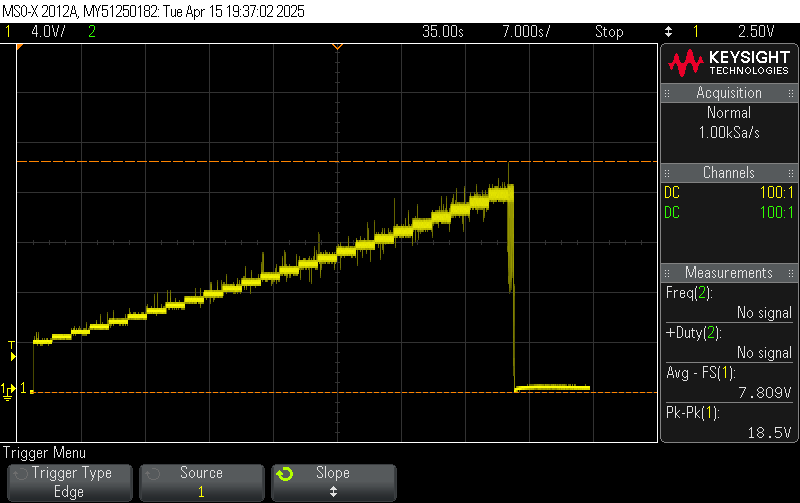 MSO-X 2012A, MY51250182: Tue Apr 15 19:37:02 2025
1 4.0V/ 2 35.00s 7.000s/ Stop 1 2.50V
KEYSIGHT
TECHNOLOGIES
Acquisition
Normal
1.00kSa/s
Channels
DC 100:1
DC 100:1
Measurements
Freq(2):
No signal
+Duty(2):
No signal
Avg - FS(1):
7.809V
Pk-Pk(1):
18.5V
T
1 1
Trigger Menu
Trigger Type
Edge
Source
1
Slope